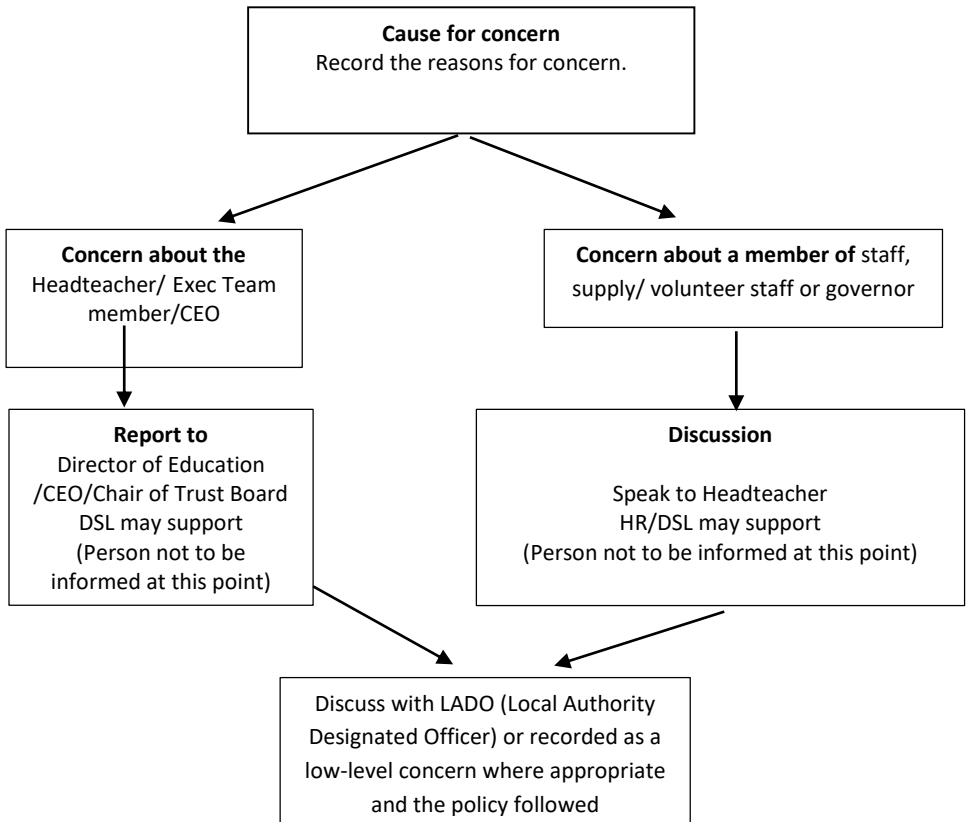 Cause for concern
Record the reasons for concern.
Concern about the
Headteacher/ Exec Team
member/CEO
Concern about a member of staff,
supply/ volunteer staff or governor
Report to
Director of Education
/CEO/Chair of Trust Board
DSL may support
(Person not to be
informed at this point)
Discussion
Speak to Headteacher
HR/DSL may support
(Person not to be informed at this point)
Discuss with LADO (Local Authority
Designated Officer) or recorded as a
low-level concern where appropriate
and the policy followed